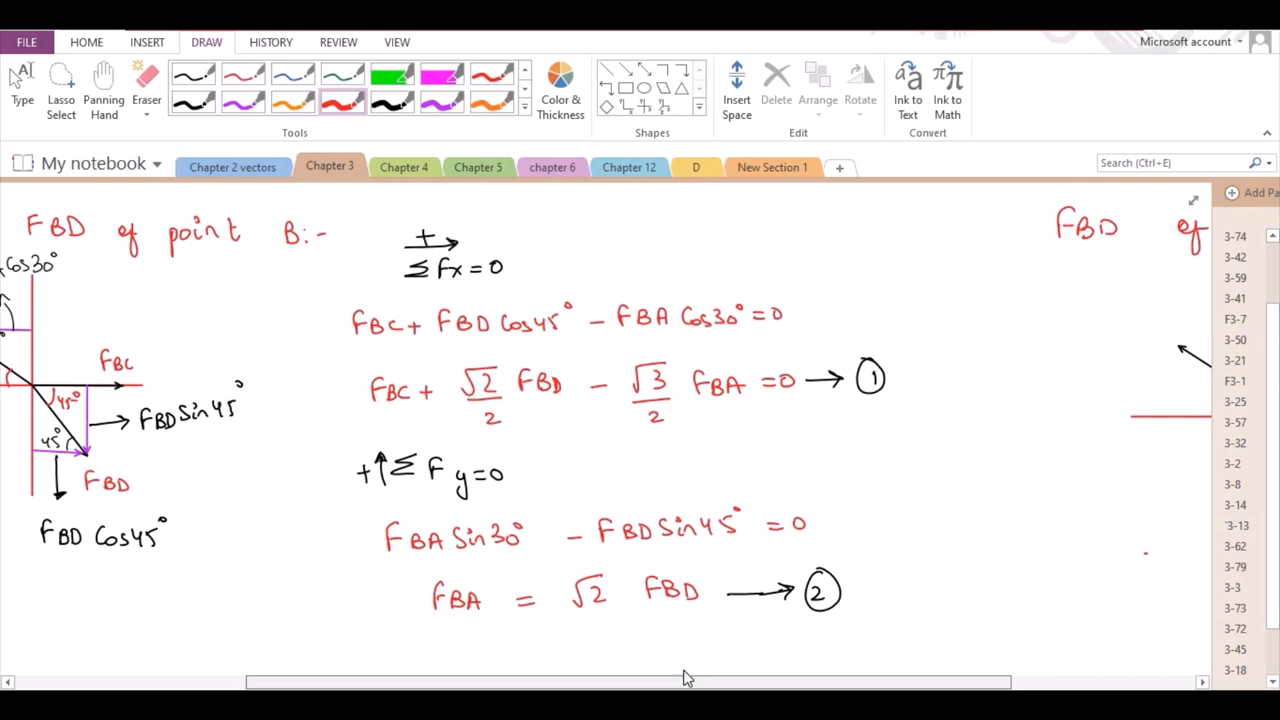 FILE HOME INSERT DRAW HISTORY REVIEW VIEW Microsoft account
Type Lasso Select Panning Hand Eraser Color & Thickness Insert Space Delete Arrange Rotate Ink to Text Ink to Math
Tools Shapes Edit Convert
My notebook Chapter 2 vectors Chapter 3 Chapter 4 Chapter 5 chapter 6 Chapter 12 D New Section 1 Search (Ctrl+E)
Add Pa
FBD of point B:-
FBD of
Cos30°
+
Σ Fx = 0
FBC + FBD Cos45° - FBA Cos30° = 0
FBC
FBC + √2/2 FBD - √3/2 FBA = 0 → 1
45°
FBD Sin45°
45°
FBD
FBD Cos45°
+↑ Σ Fy = 0
FBA Sin30° - FBD Sin45° = 0
FBA = √2 FBD → 2
3-74
3-42
3-59
3-41
F3-7
3-50
3-21
F3-1
3-25
3-57
3-32
3-2
3-8
3-14
3-13
3-62
3-79
3-3
3-73
3-72
3-45
3-18